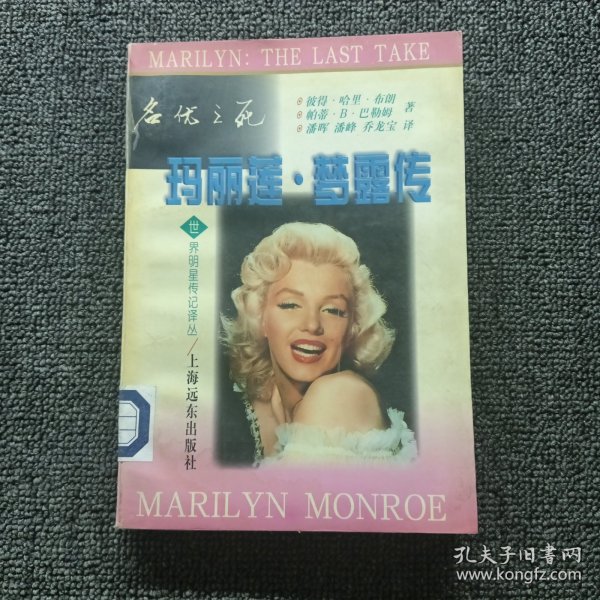 MARILYN: THE LAST TAKE
名优之死
彼得·哈里·布朗
帕蒂·B·巴勒姆 著
潘晖 潘峰 乔龙宝 译
玛丽莲·梦露传
世界明星传记译丛/上海远东出版社
MARILYN MONROE
孔夫子旧书网
www.kongfz.com